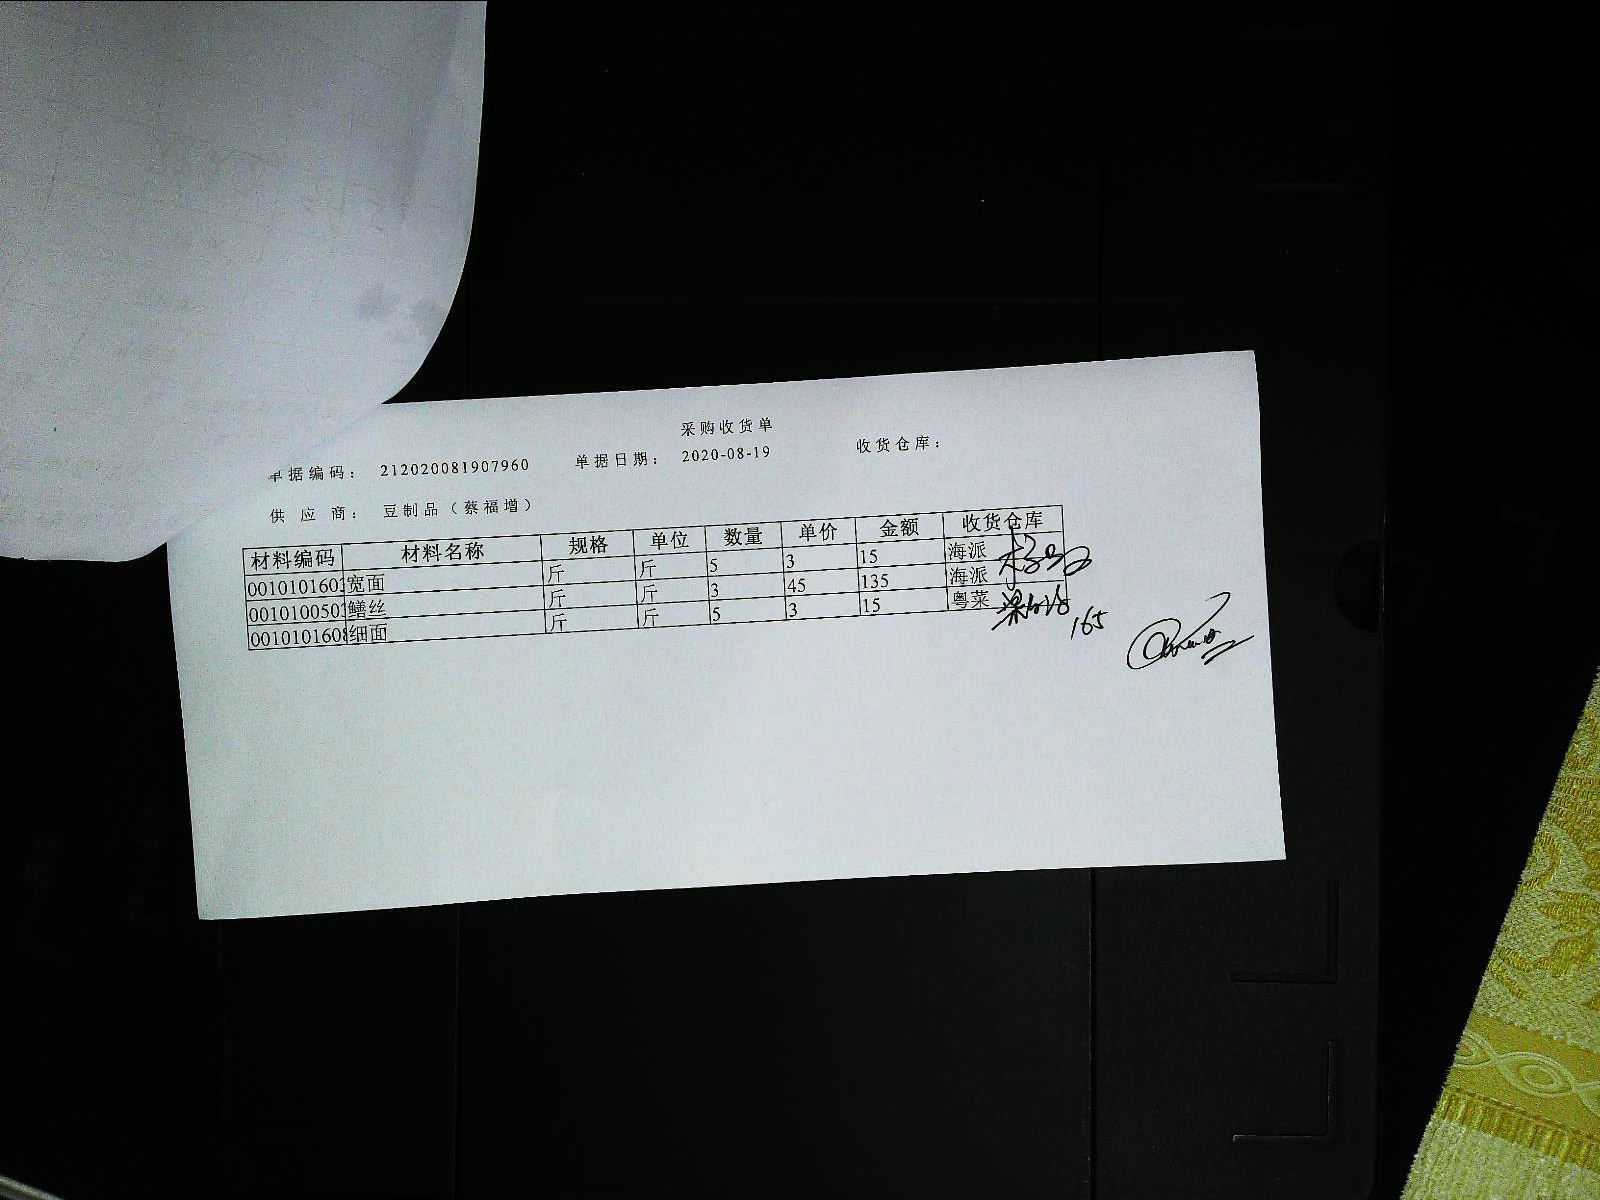 采购收货单
单据编码： 212020081907960 单据日期： 2020-08-19 收货仓库：
供应商： 豆制品（蔡福增）
材料编码 材料名称 规格 单位 数量 单价 金额 收货仓库
0010101603 宽面 斤 斤 5 3 15 海派
0010100503 鳝丝 斤 斤 3 45 135 海派
0010101608 细面 斤 斤 5 3 15 粤菜
165